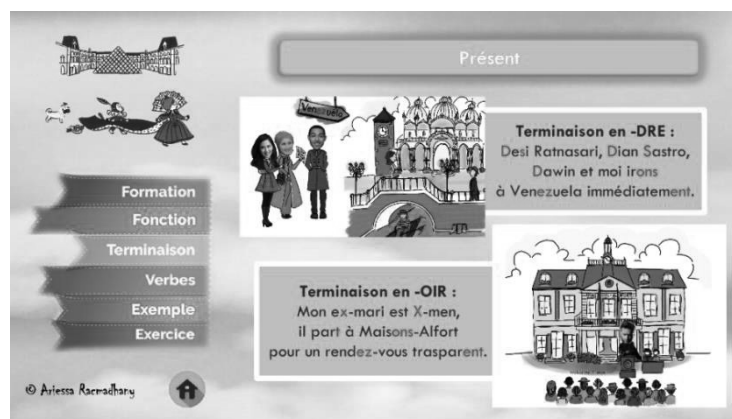 Présent
Venezuela
Terminaison en -DRE :
Desi Ratnasari, Dian Sastro,
Dawin et moi irons
à Venezuela immédiatement.
Formation
Fonction
Terminaison
Verbes
Exemple
Exercice
Terminaison en -OIR :
Mon ex-mari est X-men,
il part à Maisons-Alfort
pour un rendez-vous trasparent.
© Ariessa Racmadhany